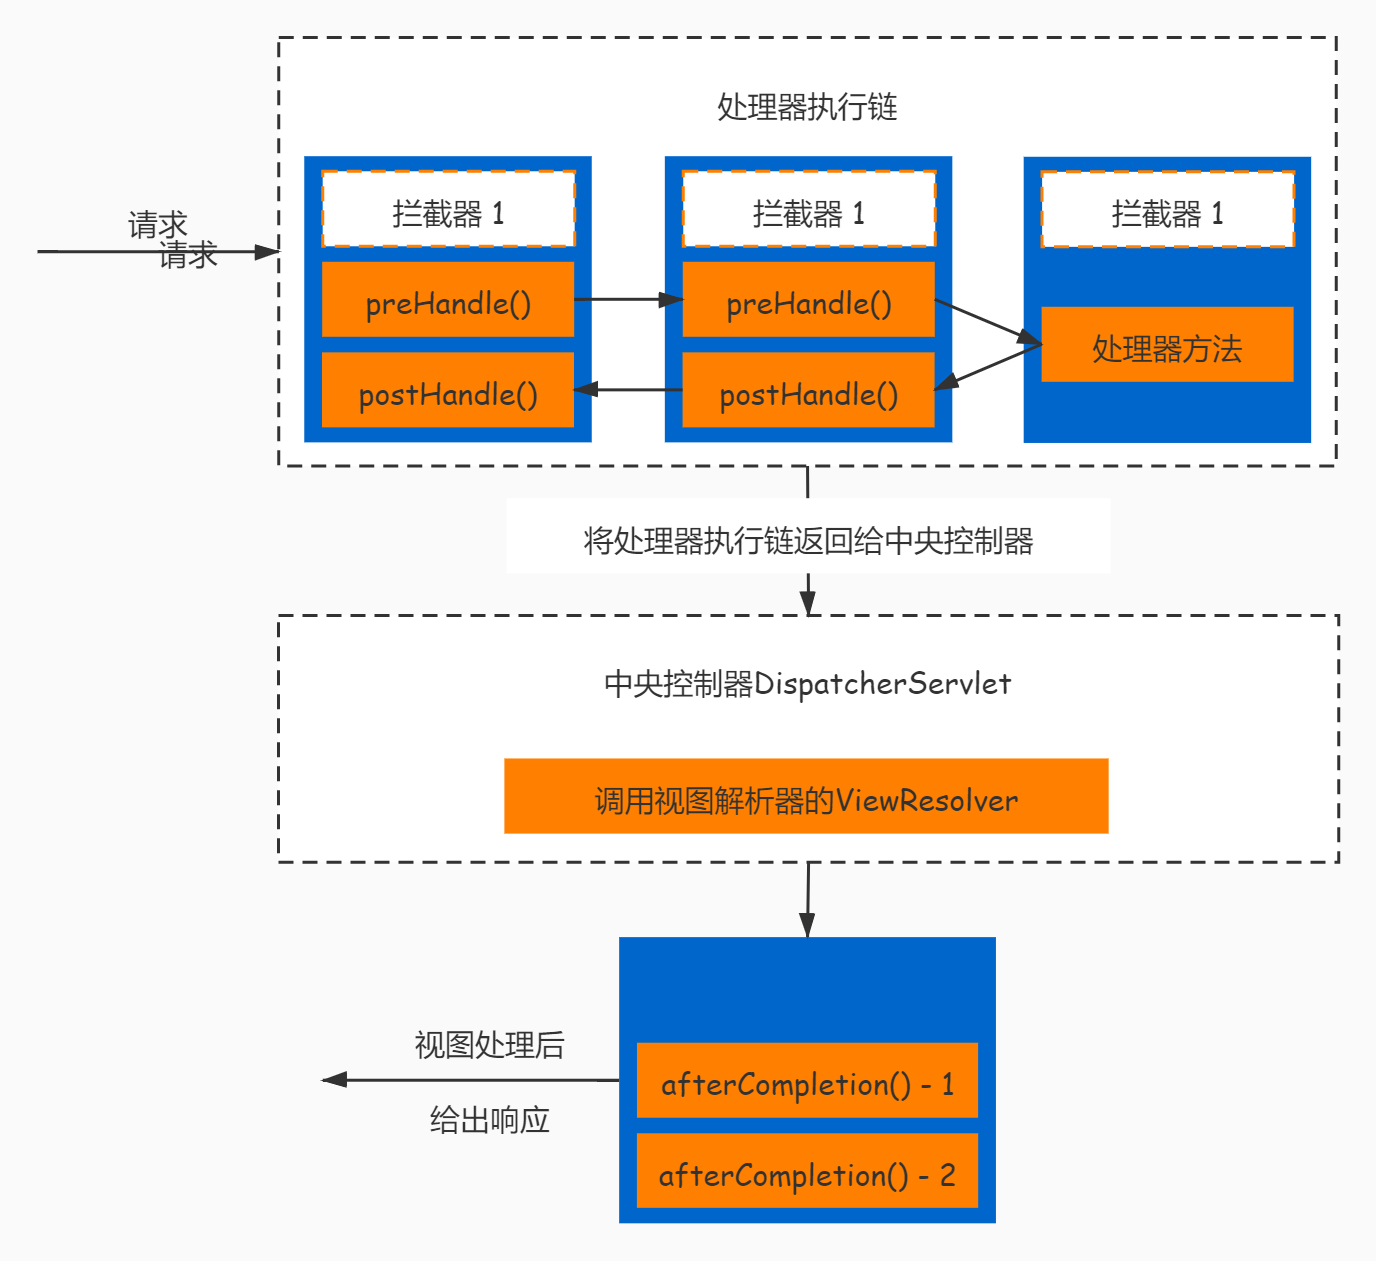 处理器执行链
请求
请求
拦截器 1
拦截器 1
拦截器 1
preHandle()
preHandle()
处理器方法
postHandle()
postHandle()
将处理器执行链返回给中央控制器
中央控制器DispatcherServlet
调用视图解析器的ViewResolver
视图处理后
给出响应
afterCompletion() - 1
afterCompletion() - 2